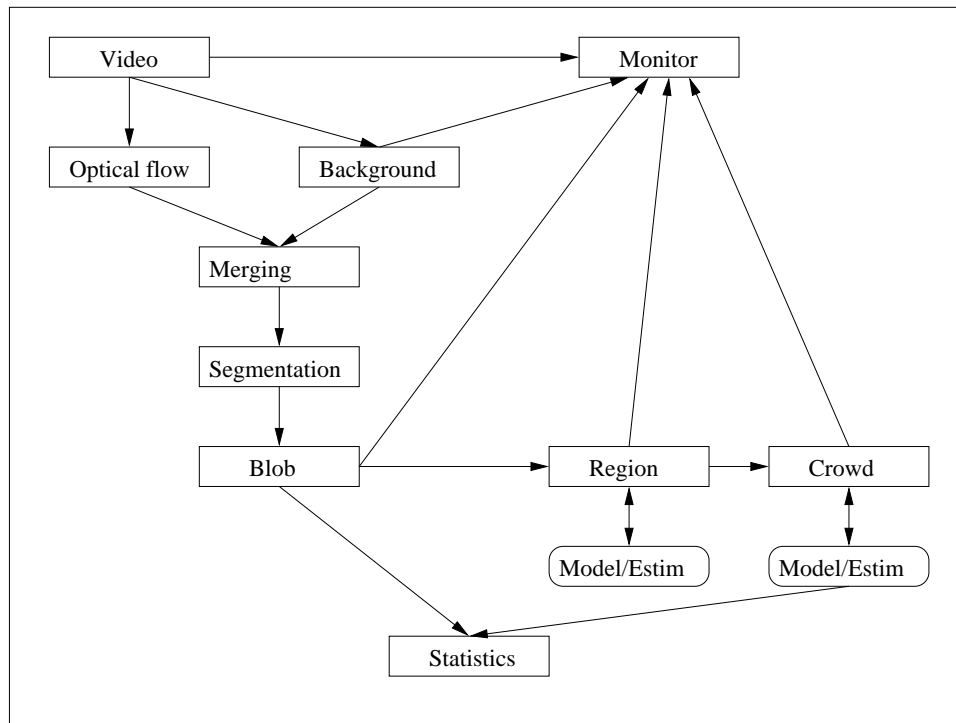 Video
Monitor
Optical flow
Background
Merging
Segmentation
Blob
Region
Crowd
Model/Estim
Model/Estim
Statistics